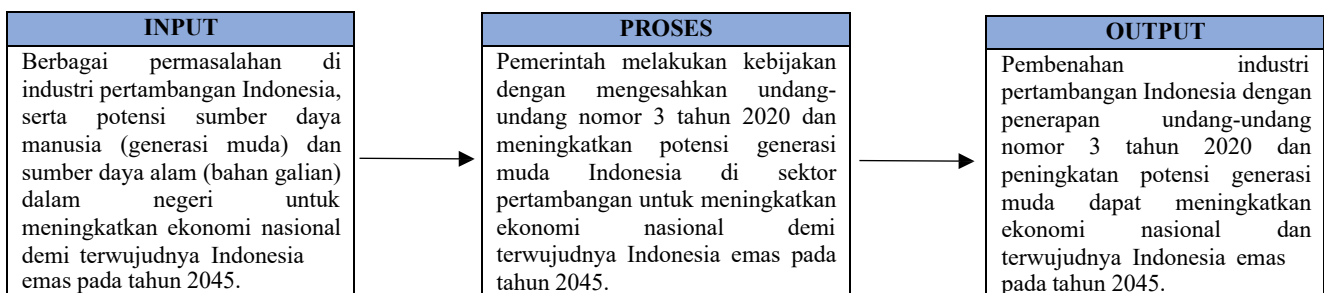 INPUT
Berbagai permasalahan di
industri pertambangan Indonesia,
serta potensi sumber daya
manusia (generasi muda) dan
sumber daya alam (bahan galian)
dalam negeri untuk
meningkatkan ekonomi nasional
demi terwujudnya Indonesia
emas pada tahun 2045.
PROSES
Pemerintah melakukan kebijakan
dengan mengesahkan undang-
undang nomor 3 tahun 2020 dan
meningkatkan potensi generasi
muda Indonesia di sektor
pertambangan untuk meningkatkan
ekonomi nasional demi
terwujudnya Indonesia emas pada
tahun 2045.
OUTPUT
Pembenahan industri
pertambangan Indonesia dengan
penerapan undang-undang
nomor 3 tahun 2020 dan
peningkatan potensi generasi
muda dapat meningkatkan
ekonomi nasional dan
terwujudnya Indonesia emas
pada tahun 2045.